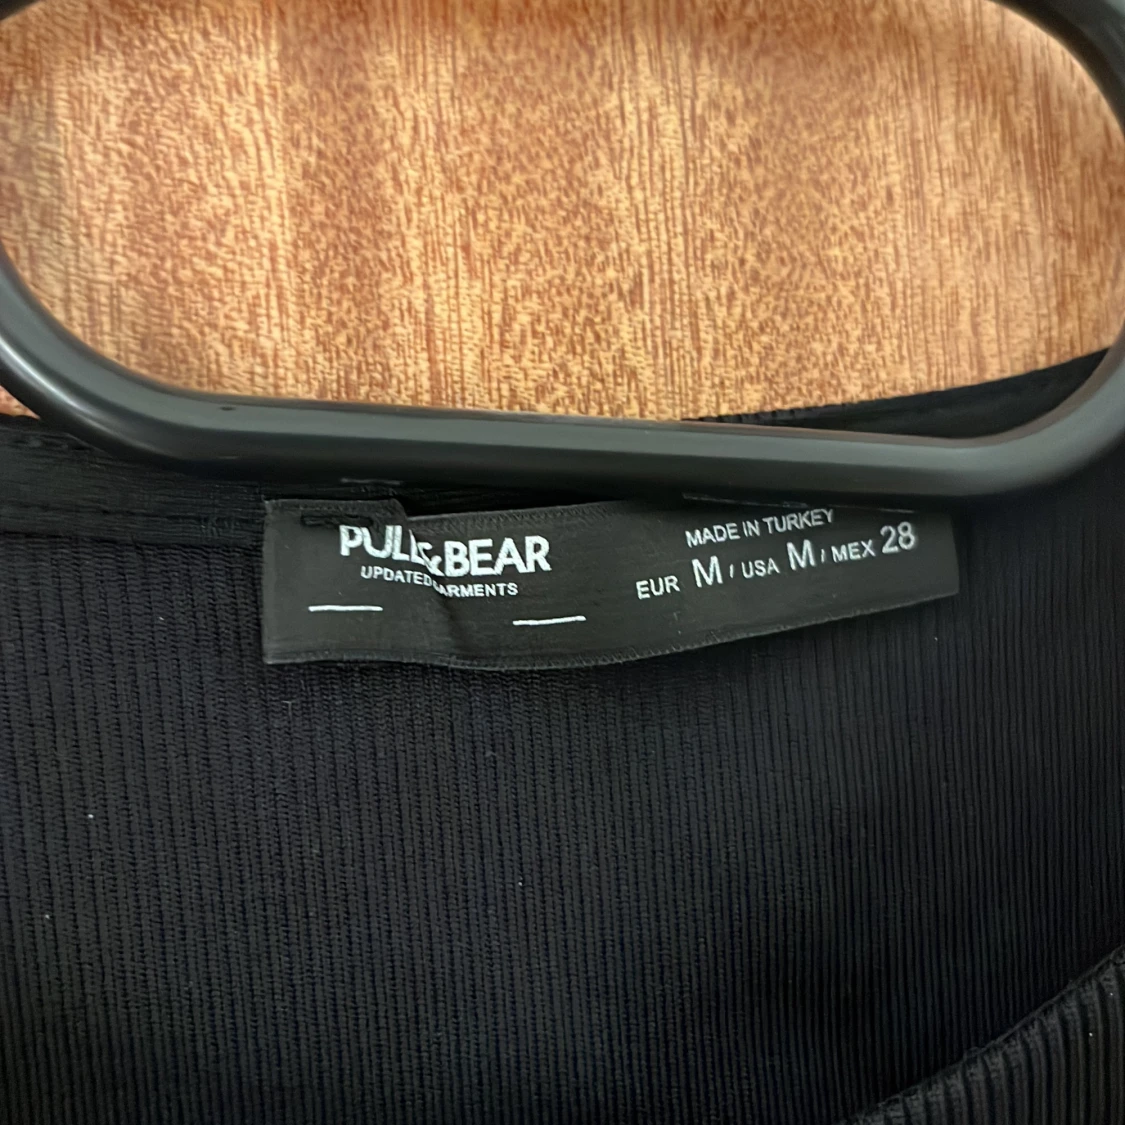 PULL&BEAR
UPDATED GARMENTS
MADE IN TURKEY
EUR M / USA M / MEX 28